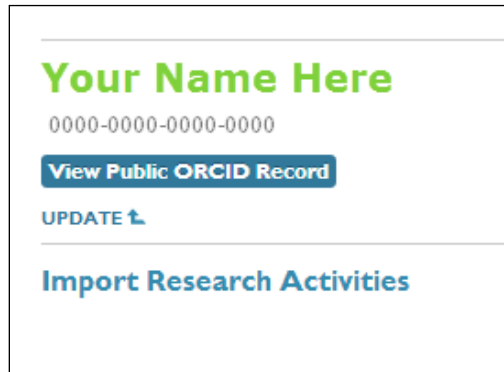 Your Name Here
0000-0000-0000-0000
View Public ORCID Record
UPDATE
Import Research Activities